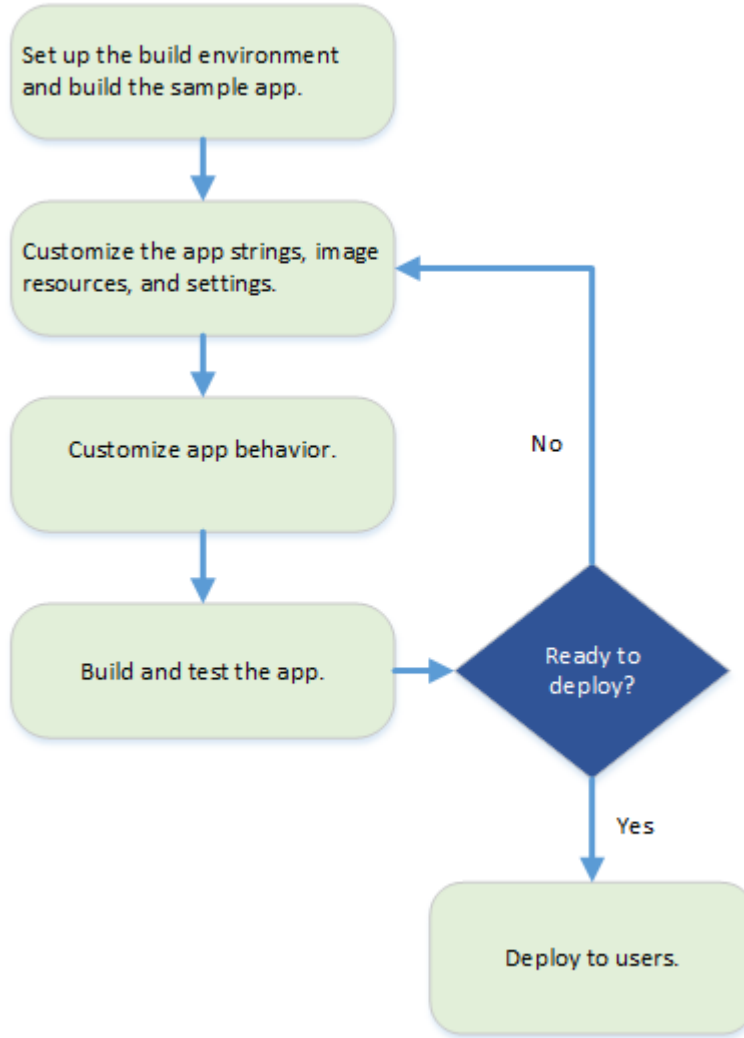 Set up the build environment
and build the sample app.
Customize the app strings, image
resources, and settings.
Customize app behavior.
No
Build and test the app.
Ready to
deploy?
Yes
Deploy to users.